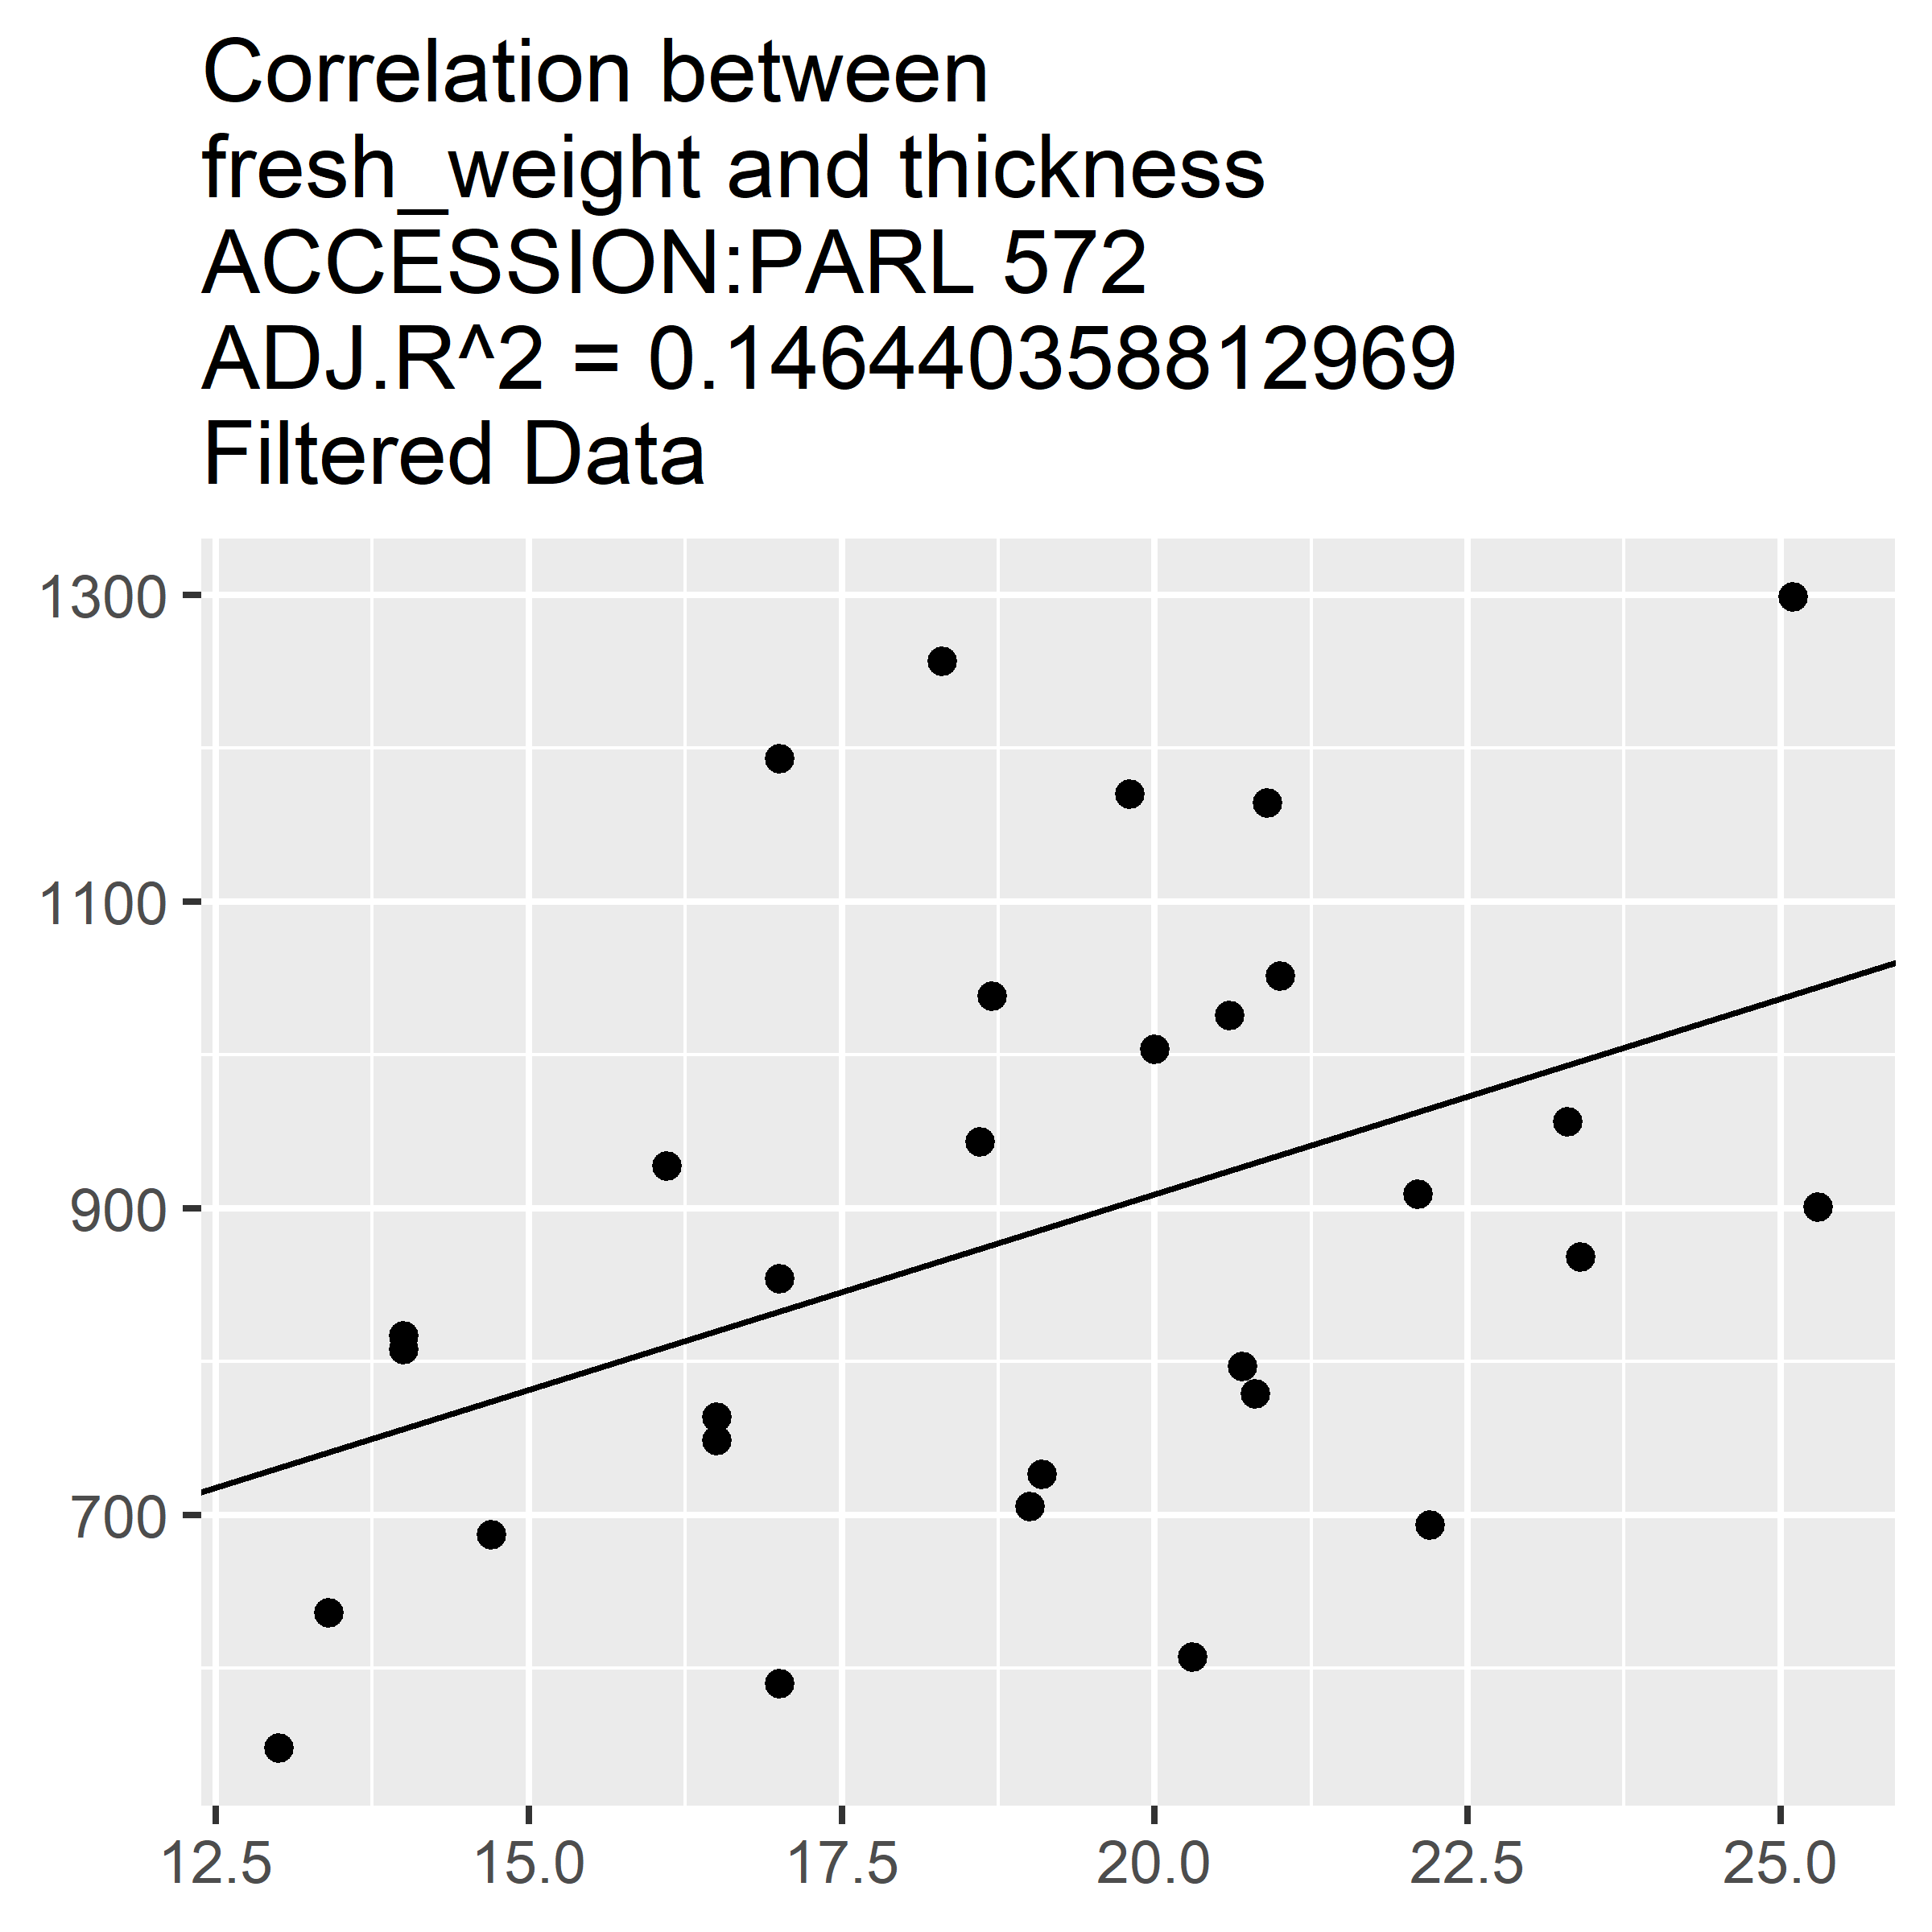 Correlation between
fresh_weight and thickness
ACCESSION:PARL 572
ADJ.R^2 = 0.146440358812969
Filtered Data
1300
1100
900
700
12.5 15.0 17.5 20.0 22.5 25.0